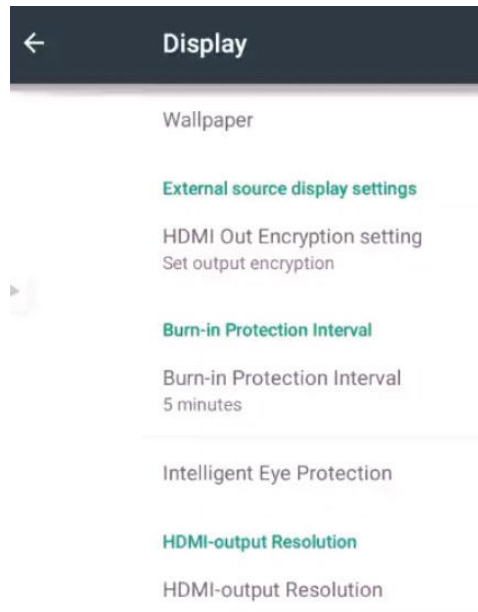 Display
Wallpaper
External source display settings
HDMI Out Encryption setting
Set output encryption
Burn-in Protection Interval
Burn-in Protection Interval
5 minutes
Intelligent Eye Protection
HDMI-output Resolution
HDMI-output Resolution